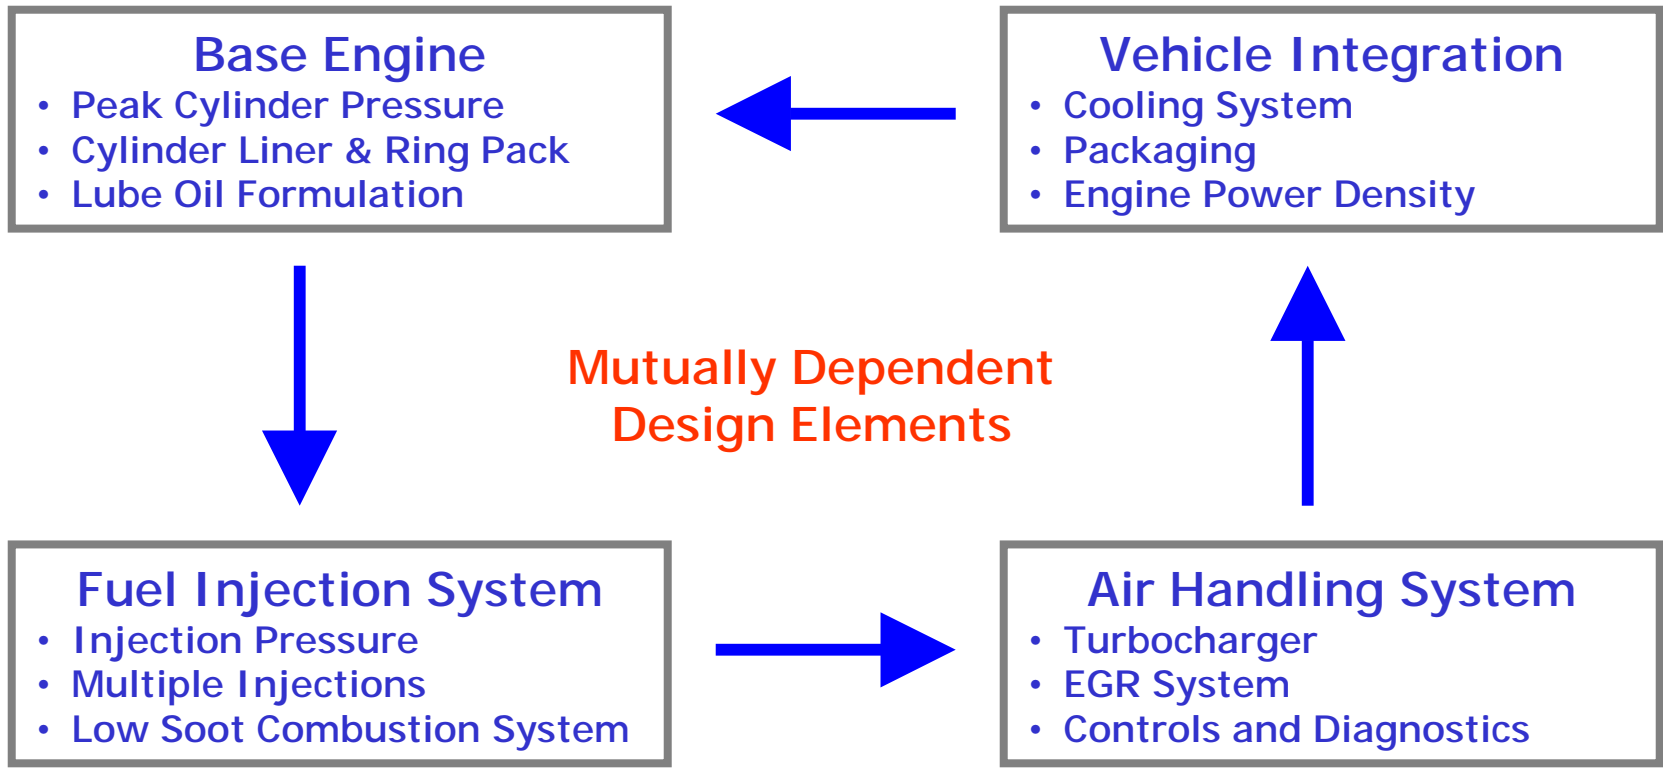 Base Engine
• Peak Cylinder Pressure
• Cylinder Liner & Ring Pack
• Lube Oil Formulation
Vehicle Integration
• Cooling System
• Packaging
• Engine Power Density
Mutually Dependent
Design Elements
Fuel Injection System
• Injection Pressure
• Multiple Injections
• Low Soot Combustion System
Air Handling System
• Turbocharger
• EGR System
• Controls and Diagnostics